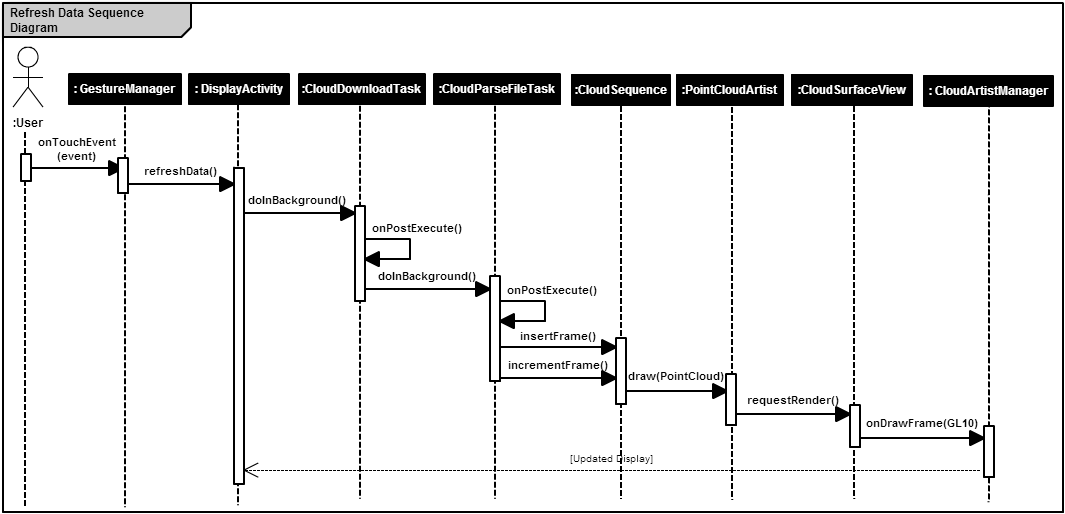 Refresh Data Sequence
Diagram
: GestureManager
: DisplayActivity
:CloudDownloadTask
:CloudParseFileTask
:CloudSequence
:PointCloudArtist
:CloudSurfaceView
: CloudArtistManager
:User
onTouchEvent
(event)
refreshData()
doInBackground()
onPostExecute()
doInBackground()
onPostExecute()
insertFrame()
incrementFrame()
draw(PointCloud)
requestRender()
onDrawFrame(GL10)
[Updated Display]